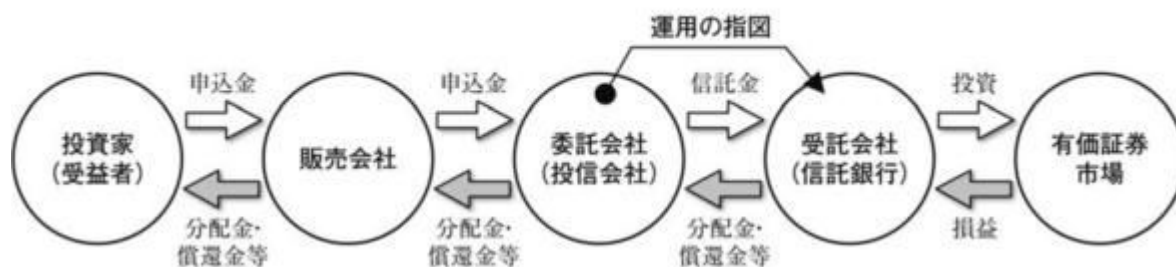 運用の指図
申込金
申込金
信託金
投資
投資家
(受益者)
販売会社
委託会社
(投信会社)
受託会社
(信託銀行)
有価証券
市場
分配金・
償還金等
分配金・
償還金等
分配金・
償還金等
損益